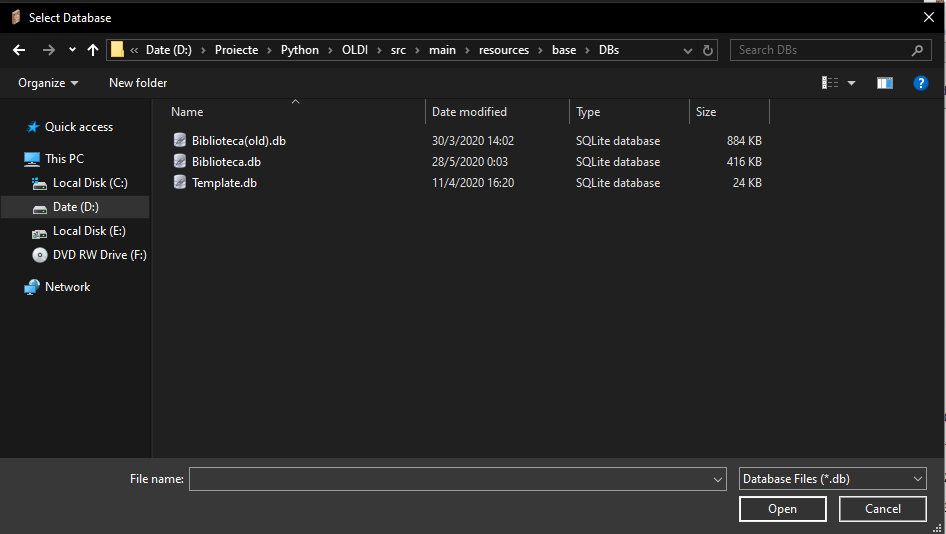 Select Database
Date (D:) Proiecte Python OLDI src main resources base DBs
Search DBs
Organize New folder
Name Date modified Type Size
Quick access
This PC
Local Disk (C:)
Date (D:)
Local Disk (E:)
DVD RW Drive (F:)
Network
Biblioteca(old).db 30/3/2020 14:02 SQLite database 884 KB
Biblioteca.db 28/5/2020 0:03 SQLite database 416 KB
Template.db 11/4/2020 16:20 SQLite database 24 KB
File name: Database Files (*.db)
Open Cancel